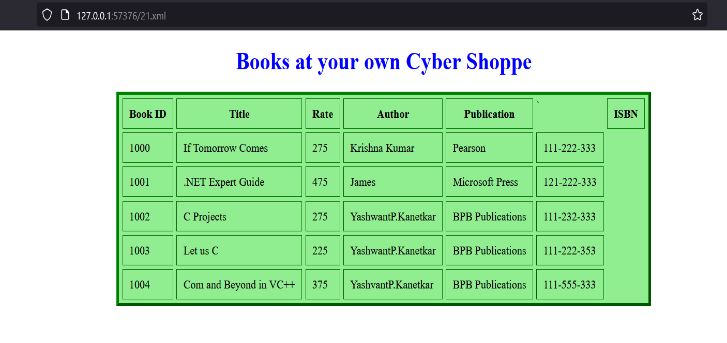 127.0.0.1:57376/21.xml
Books at your own Cyber Shoppe
Book ID Title Rate Author Publication ` ISBN
1000 If Tomorrow Comes 275 Krishna Kumar Pearson 111-222-333
1001 .NET Expert Guide 475 James Microsoft Press 121-222-333
1002 C Projects 275 YashwantP.Kanetkar BPB Publications 111-232-333
1003 Let us C 225 YashwantP.Kanetkar BPB Publications 111-222-353
1004 Com and Beyond in VC++ 375 YashvantP.Kanetkar BPB Publications 111-555-333